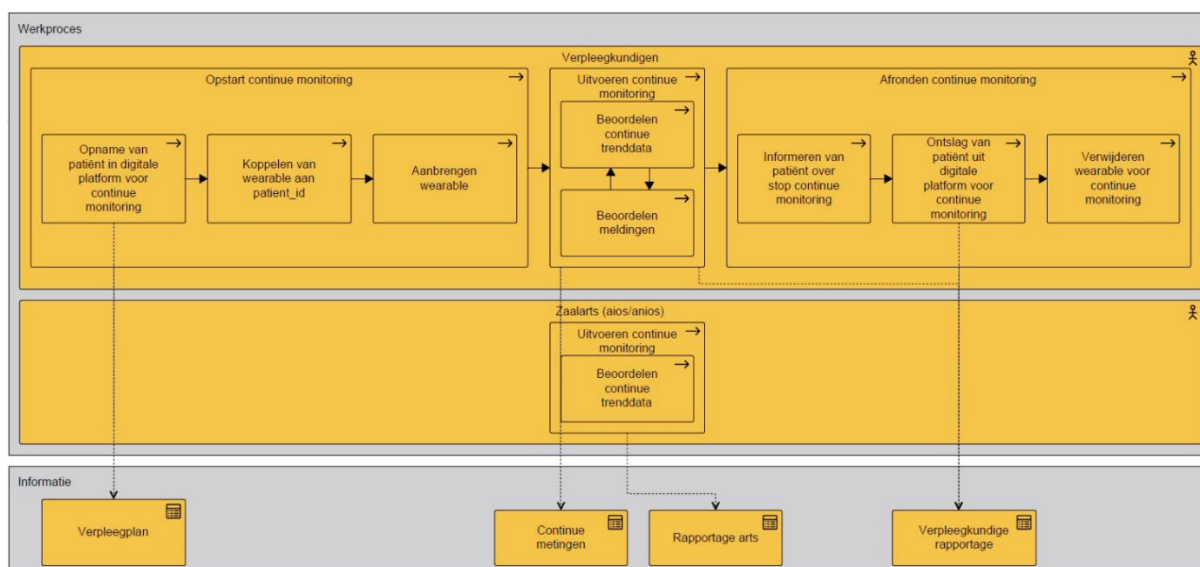 Werkproces
Verpleegkundigen
Opstart continue monitoring
Opname van
patiënt in digitale
platform voor
continue
monitoring
Koppelen van
wearable aan
patient_id
Aanbrengen
wearable
Uitvoeren continue
monitoring
Beoordelen
continue
trenddata
Beoordelen
meldingen
Afronden continue monitoring
Informeren van
patiënt over
stop continue
monitoring
Ontslag van
patiënt uit
digitale
platform voor
continue
monitoring
Verwijderen
wearable voor
continue
monitoring
Zaalarts (aios/anios)
Uitvoeren continue
monitoring
Beoordelen
continue
trenddata
Informatie
Verpleegplan
Continue
metingen
Rapportage arts
Verpleegkundige
rapportage